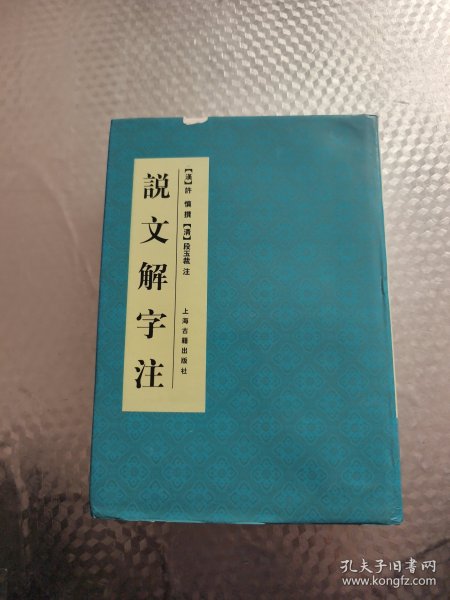 說文解字注
【漢】許慎撰【清】段玉裁注
上海古籍出版社
孔夫子旧书网
www.kongfz.com